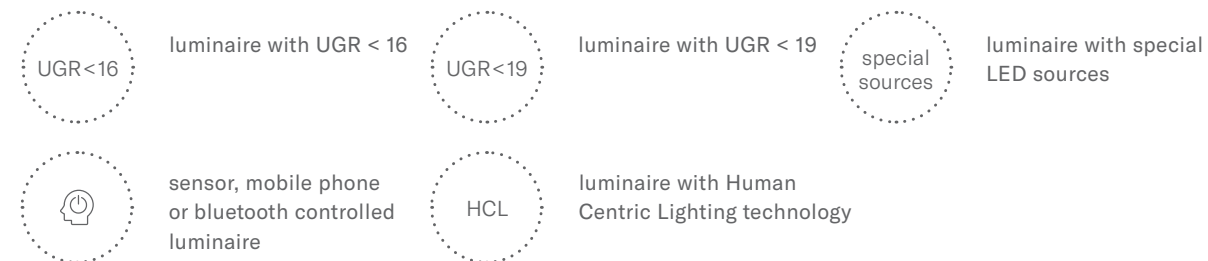 UGR<16
luminaire with UGR < 16
UGR<19
luminaire with UGR < 19
special
sources
luminaire with special
LED sources
sensor, mobile phone
or bluetooth controlled
luminaire
HCL
luminaire with Human
Centric Lighting technology